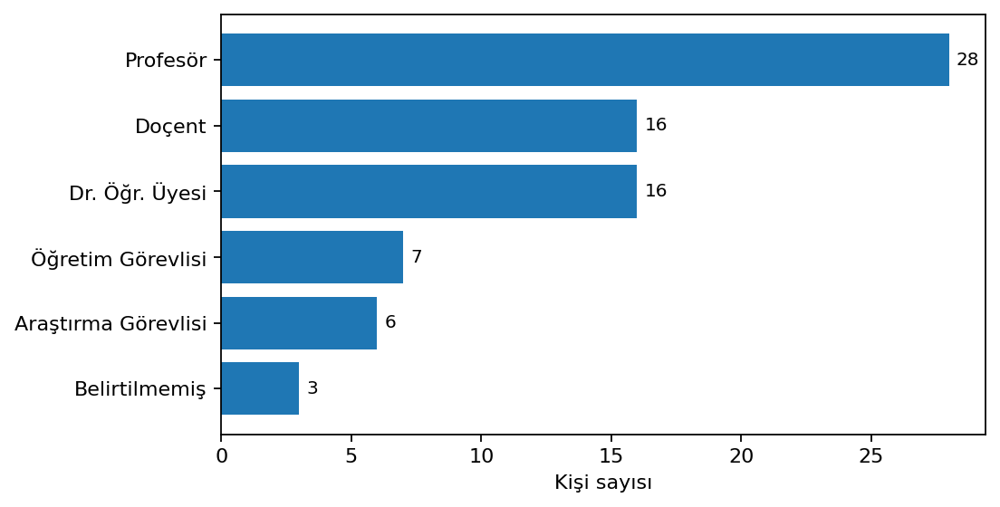 Profesör 28
Doçent 16
Dr. Öğr. Üyesi 16
Öğretim Görevlisi 7
Araştırma Görevlisi 6
Belirtilmemiş 3
0 5 10 15 20 25
Kişi sayısı